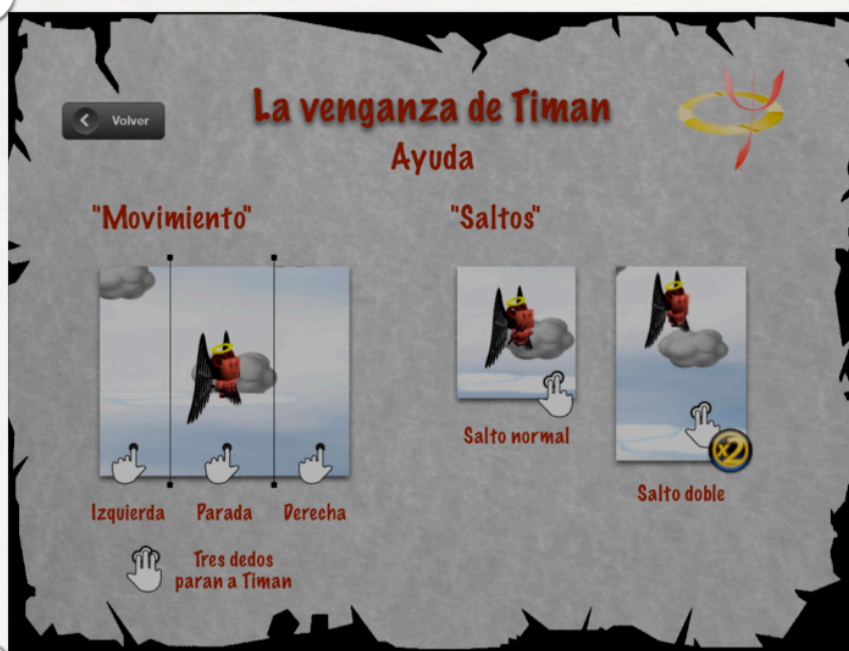 La venganza de Timan
Volver
Ayuda
"Movimiento"
"Saltos"
Salto normal
x2
Salto doble
Izquierda
Parada
Derecha
Tres dedos
paran a Timan